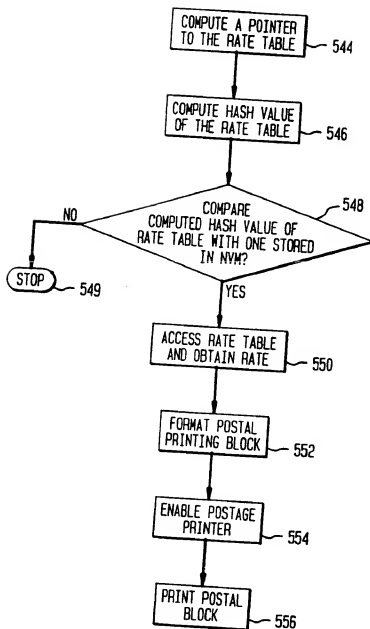 COMPUTE A POINTER
TO THE RATE TABLE
544
COMPUTE HASH VALUE
OF THE RATE TABLE
546
COMPARE
COMPUTED HASH VALUE OF
RATE TABLE WITH ONE STORED
IN NVM?
548
NO
STOP
549
YES
ACCESS RATE TABLE
AND OBTAIN RATE
550
FORMAT POSTAL
PRINTING BLOCK
552
ENABLE POSTAGE
PRINTER
554
PRINT POSTAL
BLOCK
556